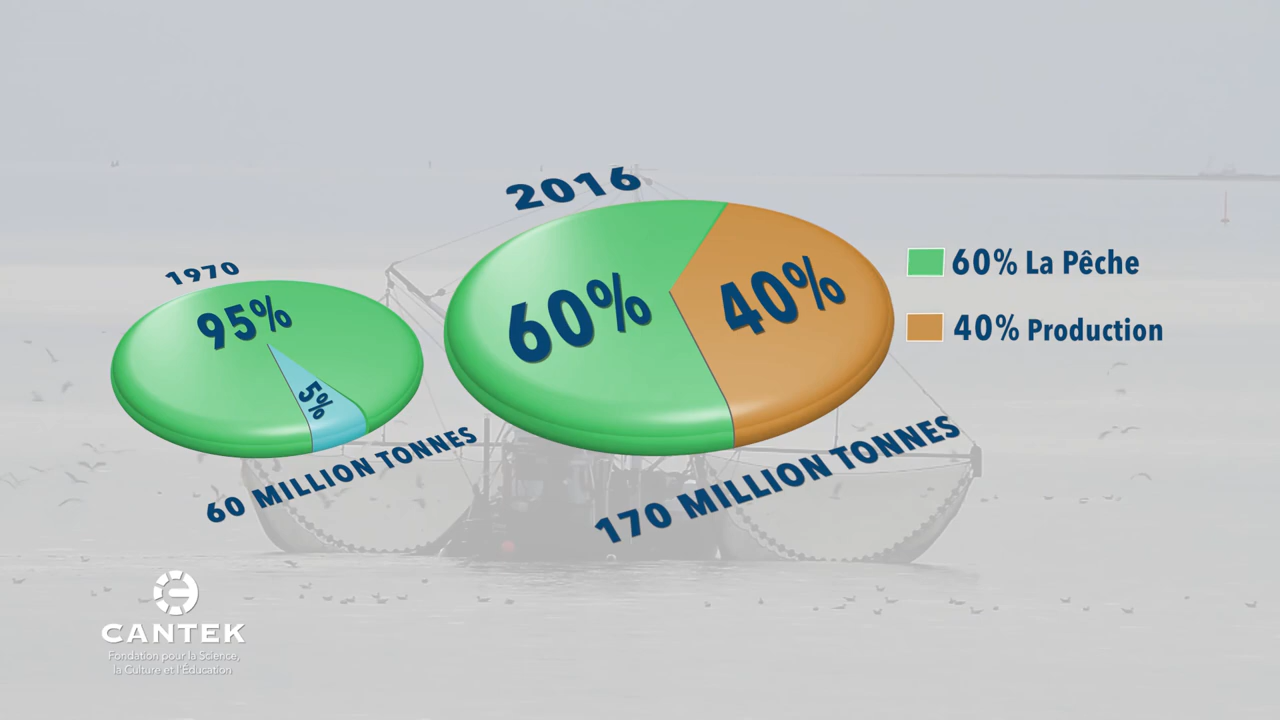 1970
95%
5%
60 MILLION TONNES
2016
60%
40%
170 MILLION TONNES
60% La Pêche
40% Production
CANTEK
Fondation pour la Science,
la Culture et l'Éducation